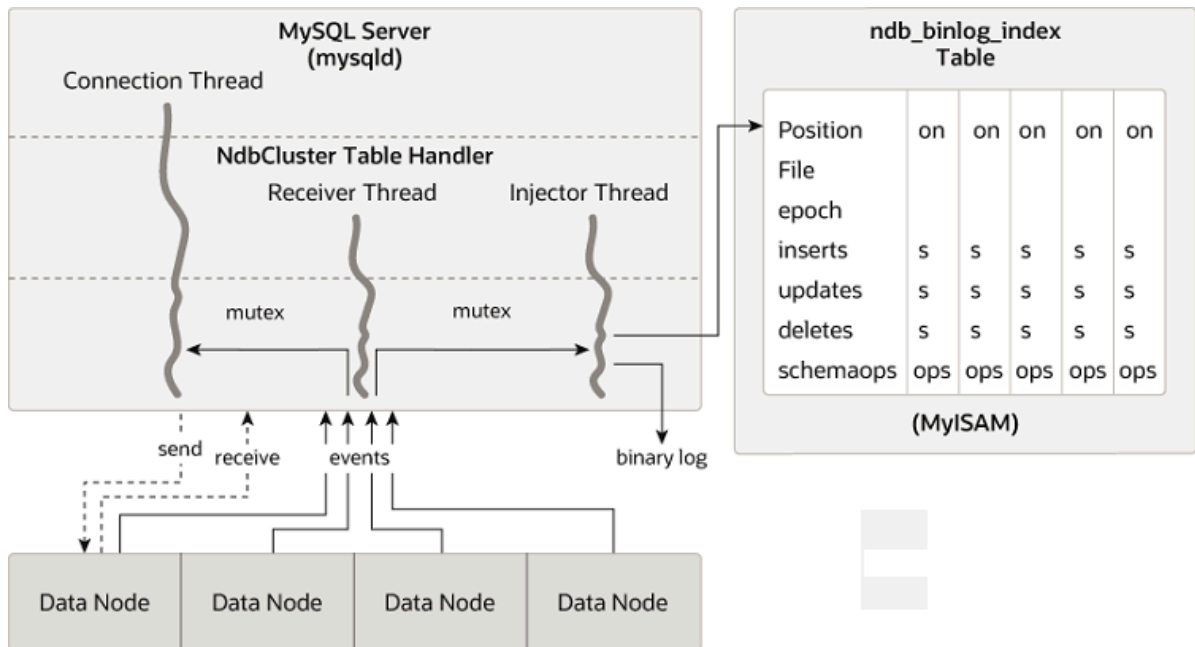 MySQL Server
(mysqld)
Connection Thread
NdbCluster Table Handler
Receiver Thread
Injector Thread
mutex
mutex
send
receive
events
binary log
Data Node
Data Node
Data Node
Data Node
ndb_binlog_index
Table
Position on on on on on
File
epoch
inserts s s s s s
updates s s s s s
deletes s s s s s
schemaops ops ops ops ops ops
(MyISAM)